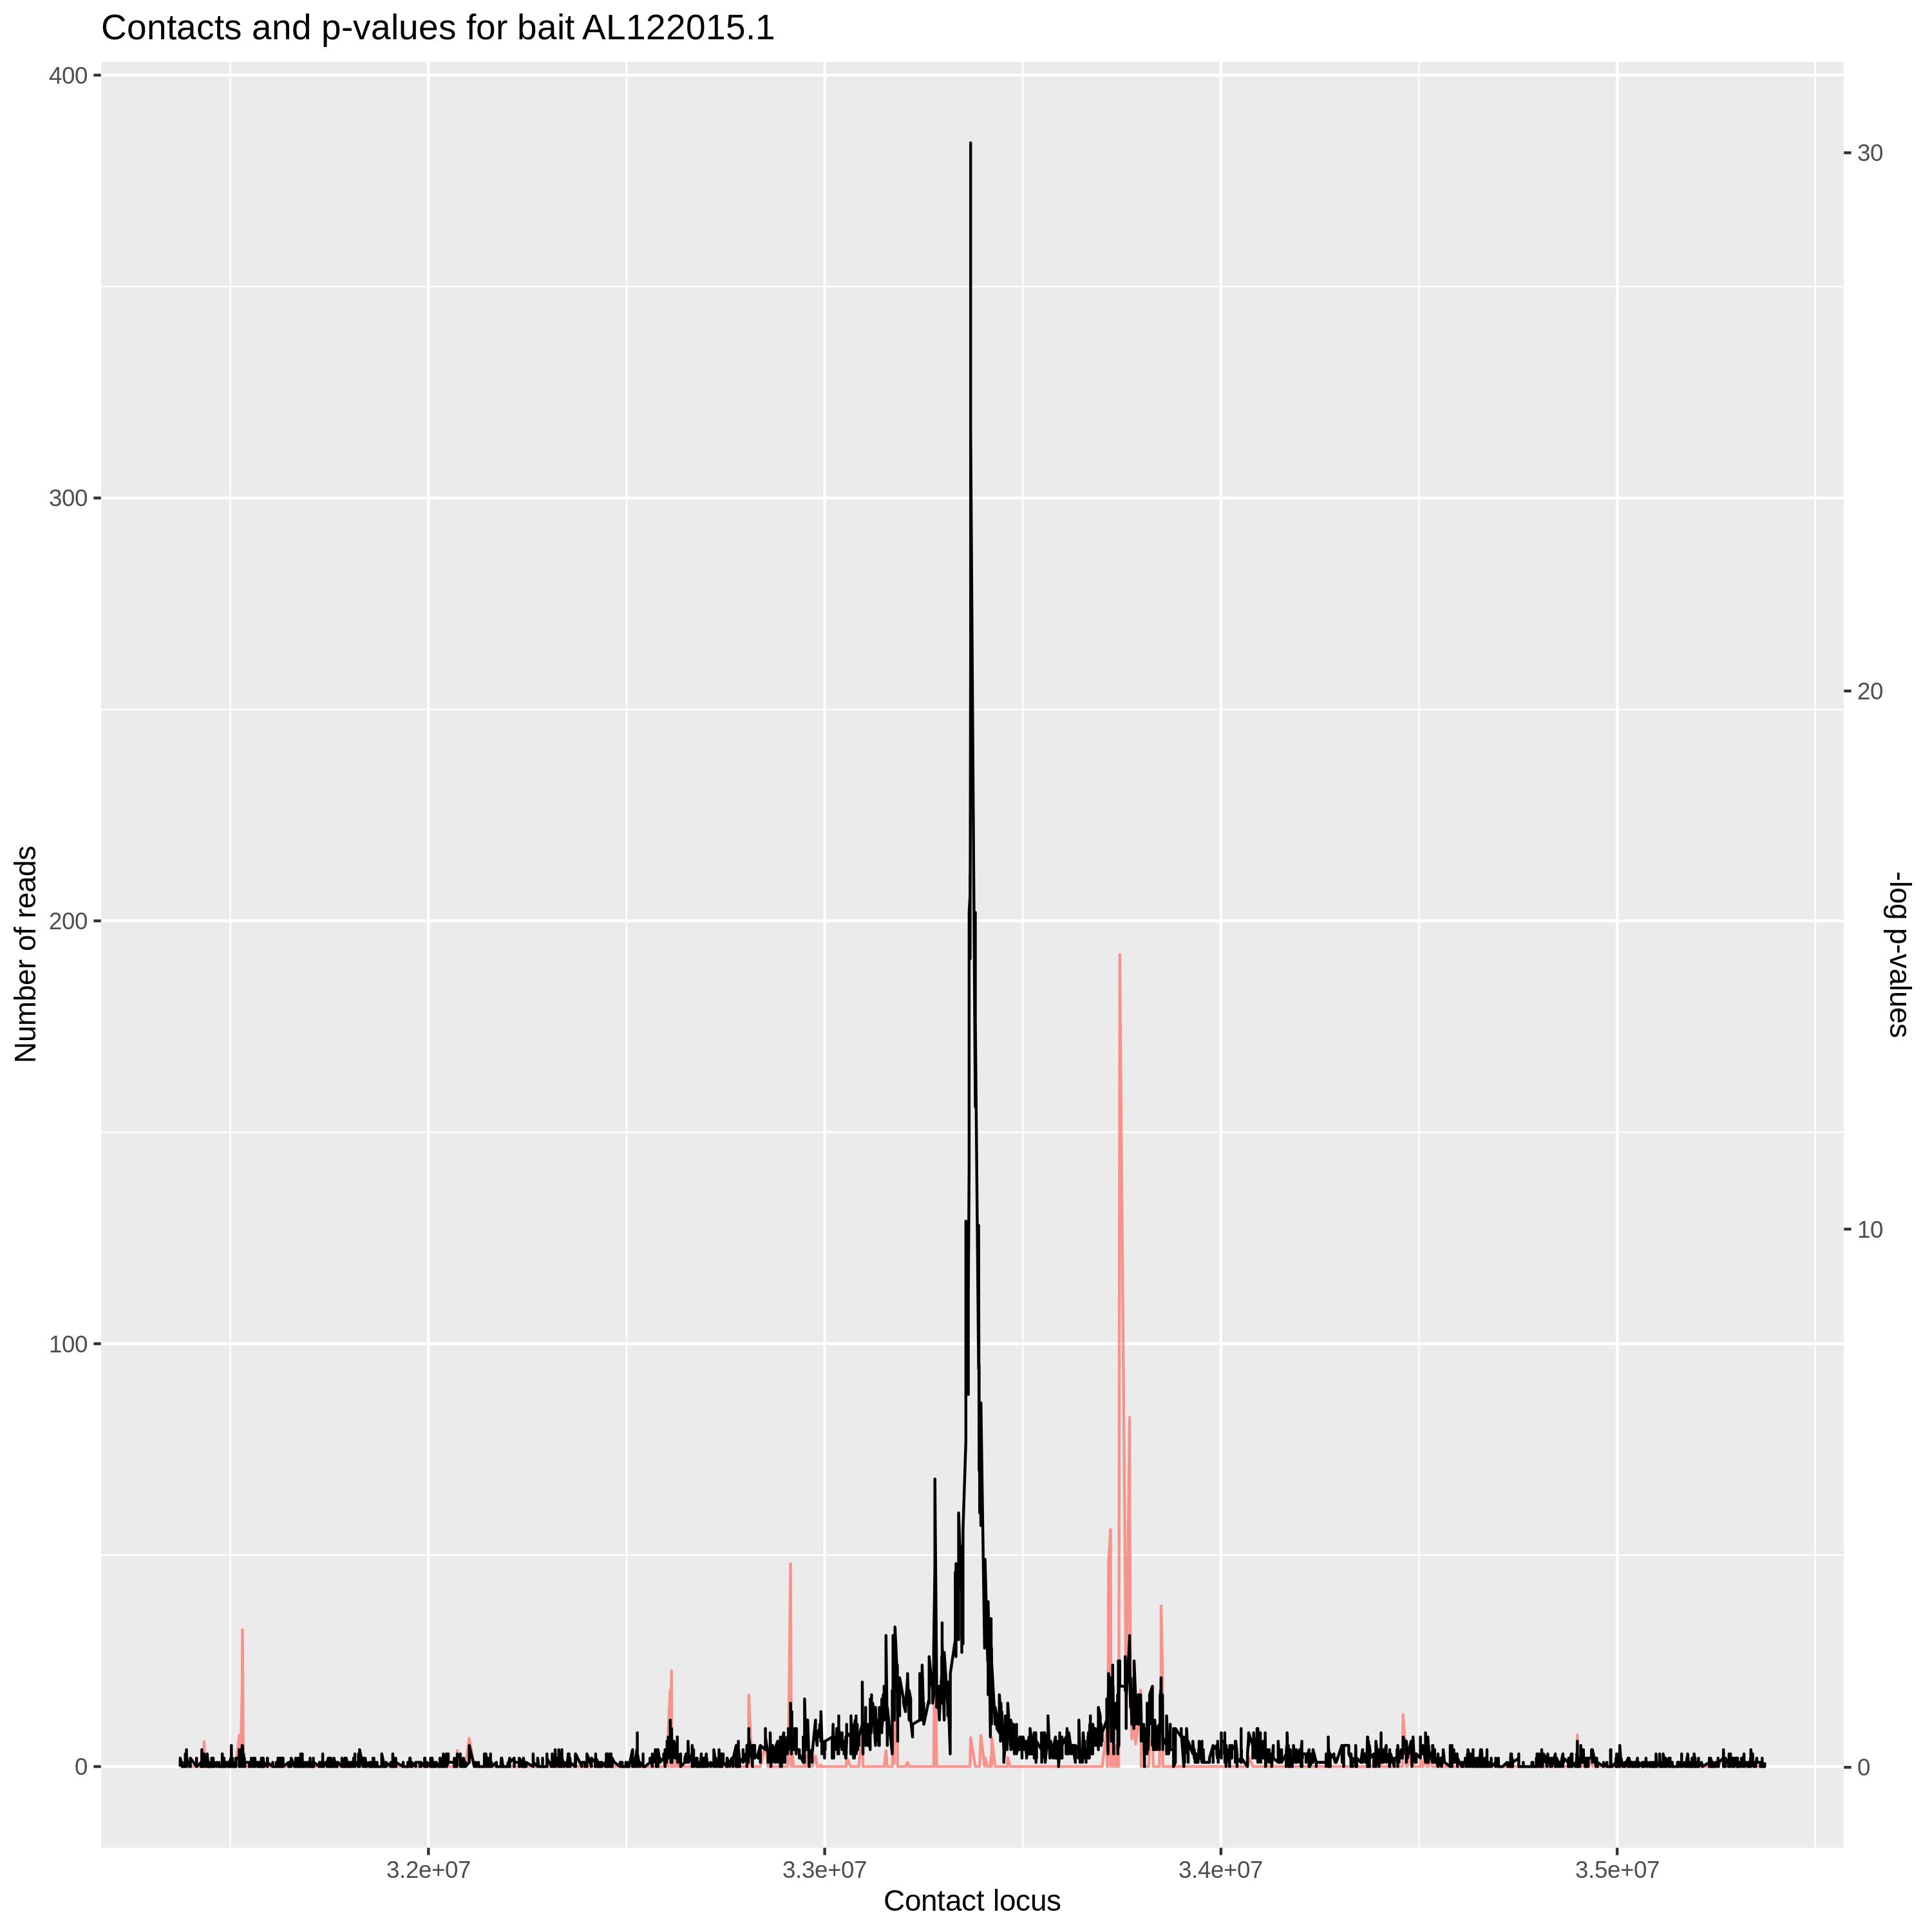 Contacts and p-values for bait AL122015.1
400
300
200
100
0
Number of reads
30
20
10
0
-log p-values
3.2e+07
3.3e+07
3.4e+07
3.5e+07
Contact locus